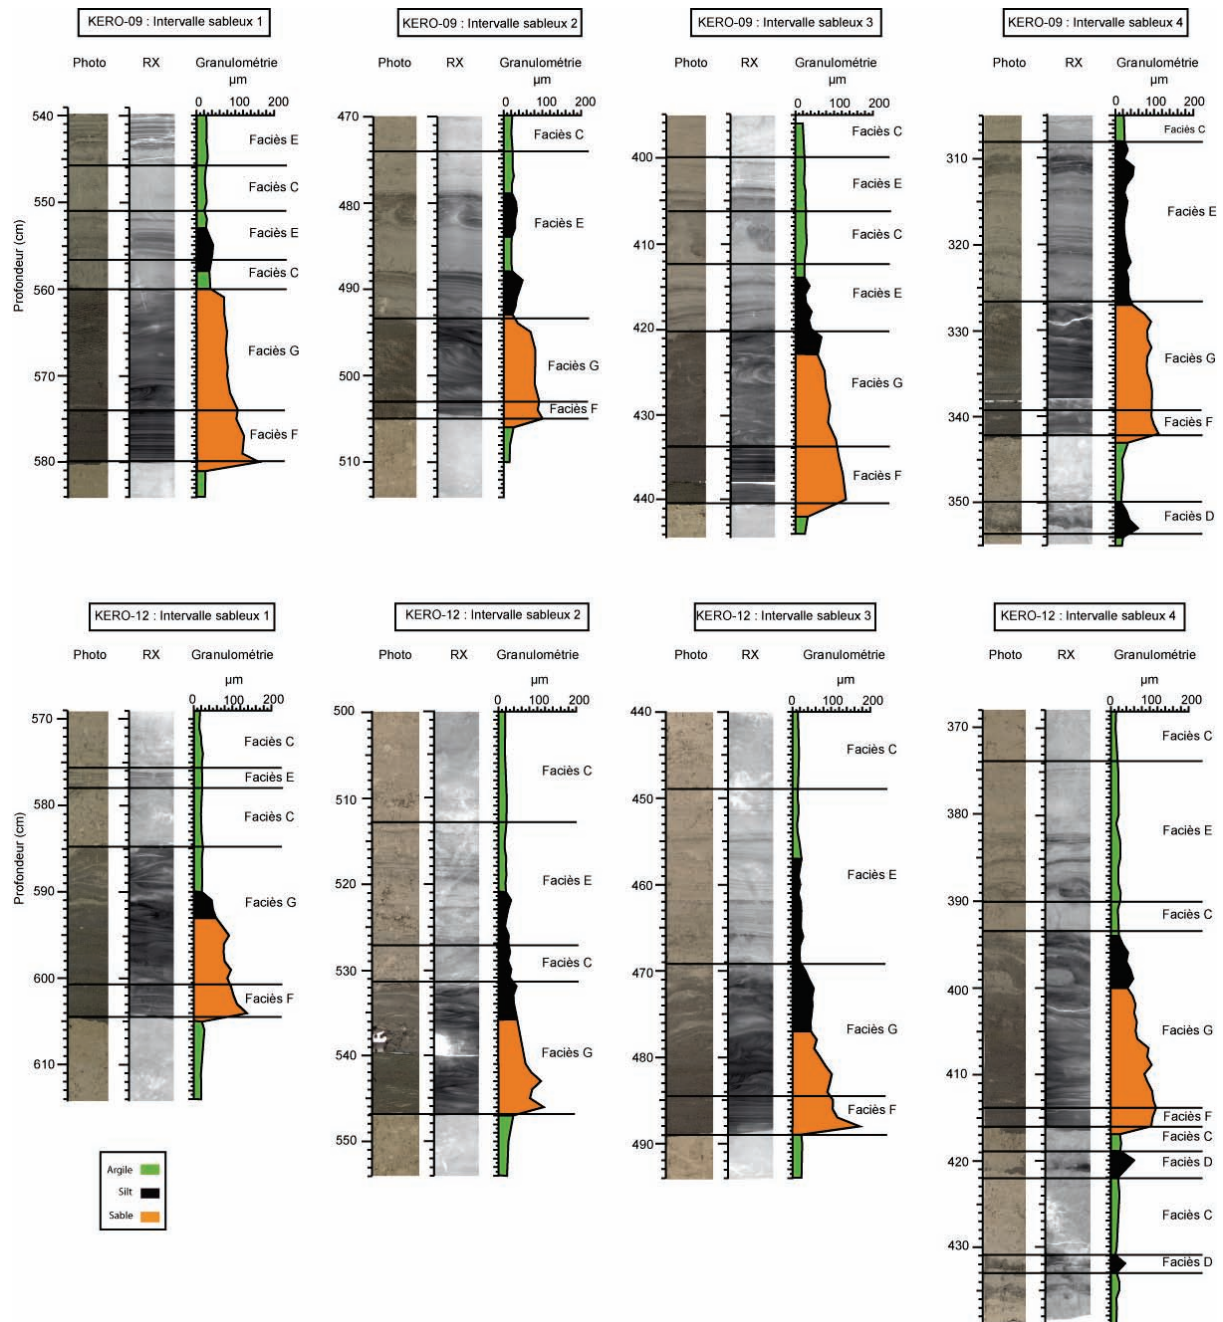 KERO-09 : Intervalle sableux 1
Photo
RX
Granulométrie
µm
0
100
200
Profondeur (cm)
540
550
560
570
580
Faciès E
Faciès C
Faciès E
Faciès C
Faciès G
Faciès F
KERO-09 : Intervalle sableux 2
Photo
RX
Granulométrie
µm
0
100
200
470
480
490
500
510
Faciès C
Faciès E
Faciès G
Faciès F
KERO-09 : Intervalle sableux 3
Photo
RX
Granulométrie
µm
0
100
200
400
410
420
430
440
Faciès C
Faciès E
Faciès C
Faciès E
Faciès G
Faciès F
KERO-09 : Intervalle sableux 4
Photo
RX
Granulométrie
µm
0
100
200
310
320
330
340
350
Faciès C
Faciès E
Faciès G
Faciès F
Faciès D
KERO-12 : Intervalle sableux 1
Photo
RX
Granulométrie
µm
0
100
200
Profondeur (cm)
570
580
590
600
610
Faciès C
Faciès E
Faciès C
Faciès G
Faciès F
KERO-12 : Intervalle sableux 2
Photo
RX
Granulométrie
µm
0
100
200
500
510
520
530
540
550
Faciès C
Faciès E
Faciès C
Faciès G
KERO-12 : Intervalle sableux 3
Photo
RX
Granulométrie
µm
0
100
200
440
450
460
470
480
490
Faciès C
Faciès E
Faciès G
Faciès F
KERO-12 : Intervalle sableux 4
Photo
RX
Granulométrie
µm
0
100
200
370
380
390
400
410
420
430
Faciès C
Faciès E
Faciès C
Faciès G
Faciès F
Faciès C
Faciès D
Faciès C
Faciès D
Argile
Silt
Sable